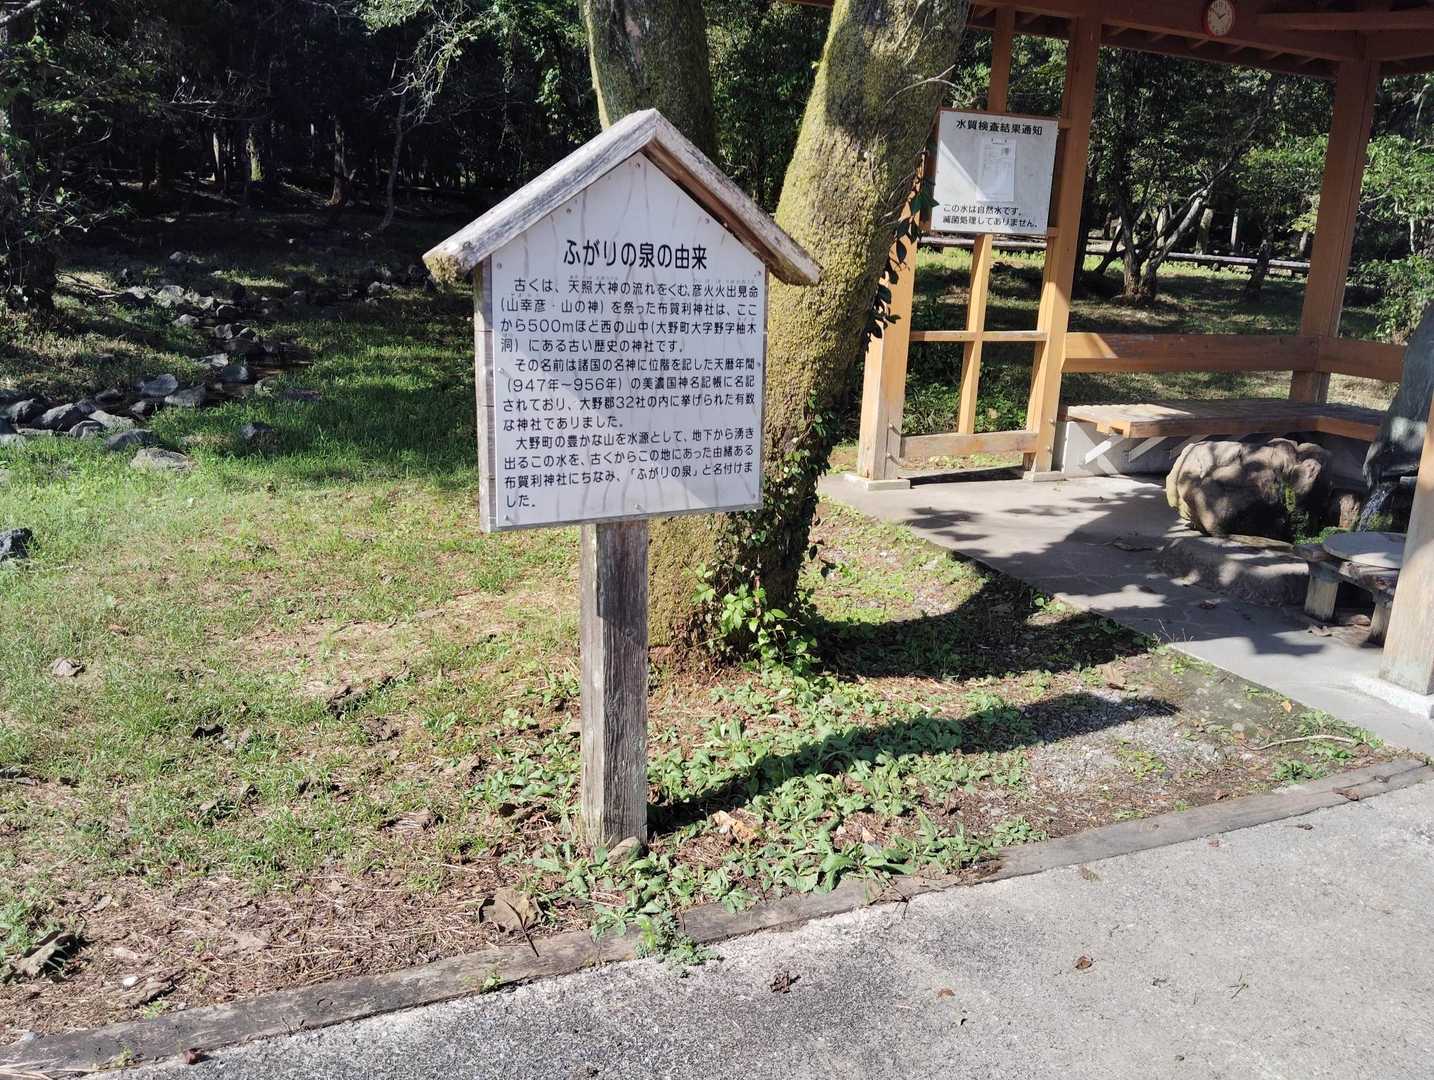 ふがりの泉の由来
古くは、天照大神の流れをくむ、彦火火出見命
(山幸彦・山の神)を祭った布賀利神社は、ここ
から500mほど西の山中(大野町大字野字柚木
洞)にある古い歴史の神社です。
その名前は諸国の名神に位階を記した天暦年間
(947年〜956年)の美濃国神名記帳に名記
されており、大野郡32社の内に挙げられた有数
な神社でありました。
大野町の豊かな山を水源として、地下から湧き
出るこの水を、古くからこの地にあった由緒ある
布賀利神社にちなみ、「ふがりの泉」と名付けま
した。
水質検査結果通知
この水は自然水です。
滅菌処理してありません。